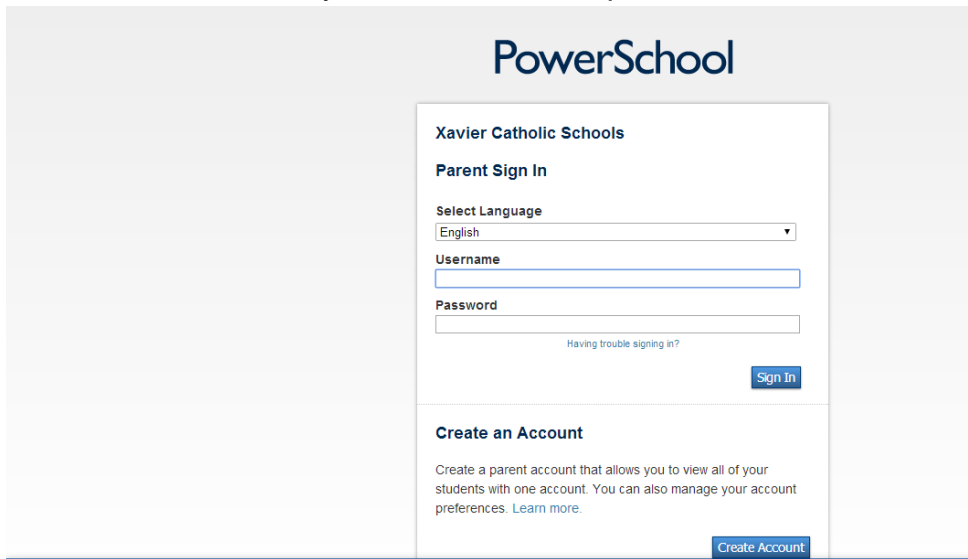 PowerSchool
Xavier Catholic Schools
Parent Sign In
Select Language
English
Username
Password
Having trouble signing in?
Sign In
Create an Account
Create a parent account that allows you to view all of your
students with one account. You can also manage your account
preferences. Learn more.
Create Account